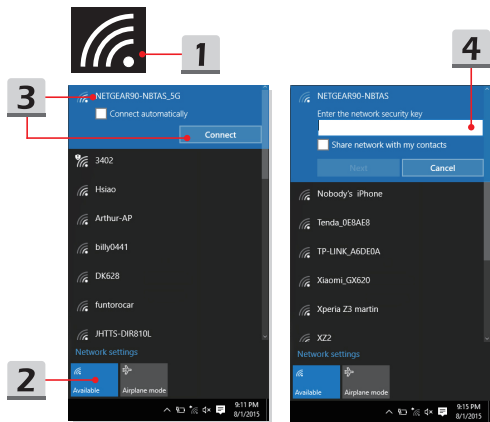 1
3
NETGEAR90-NBTAS_5G
Connect automatically
Connect
3402
Hsiao
Arthur-AP
billy0441
DK628
funtorocar
JHTTS-DIR810L
Network settings
2
Available
Airplane mode
9:11 PM
8/1/2015
4
NETGEAR90-NBTAS
Enter the network security key
Share network with my contacts
Next
Cancel
Nobody's iPhone
Tenda_0E8AE8
TP-LINK_A6DE0A
Xiaomi_GX620
Xperia Z3 martin
XZ2
Network settings
Available
Airplane mode
9:15 PM
8/1/2015